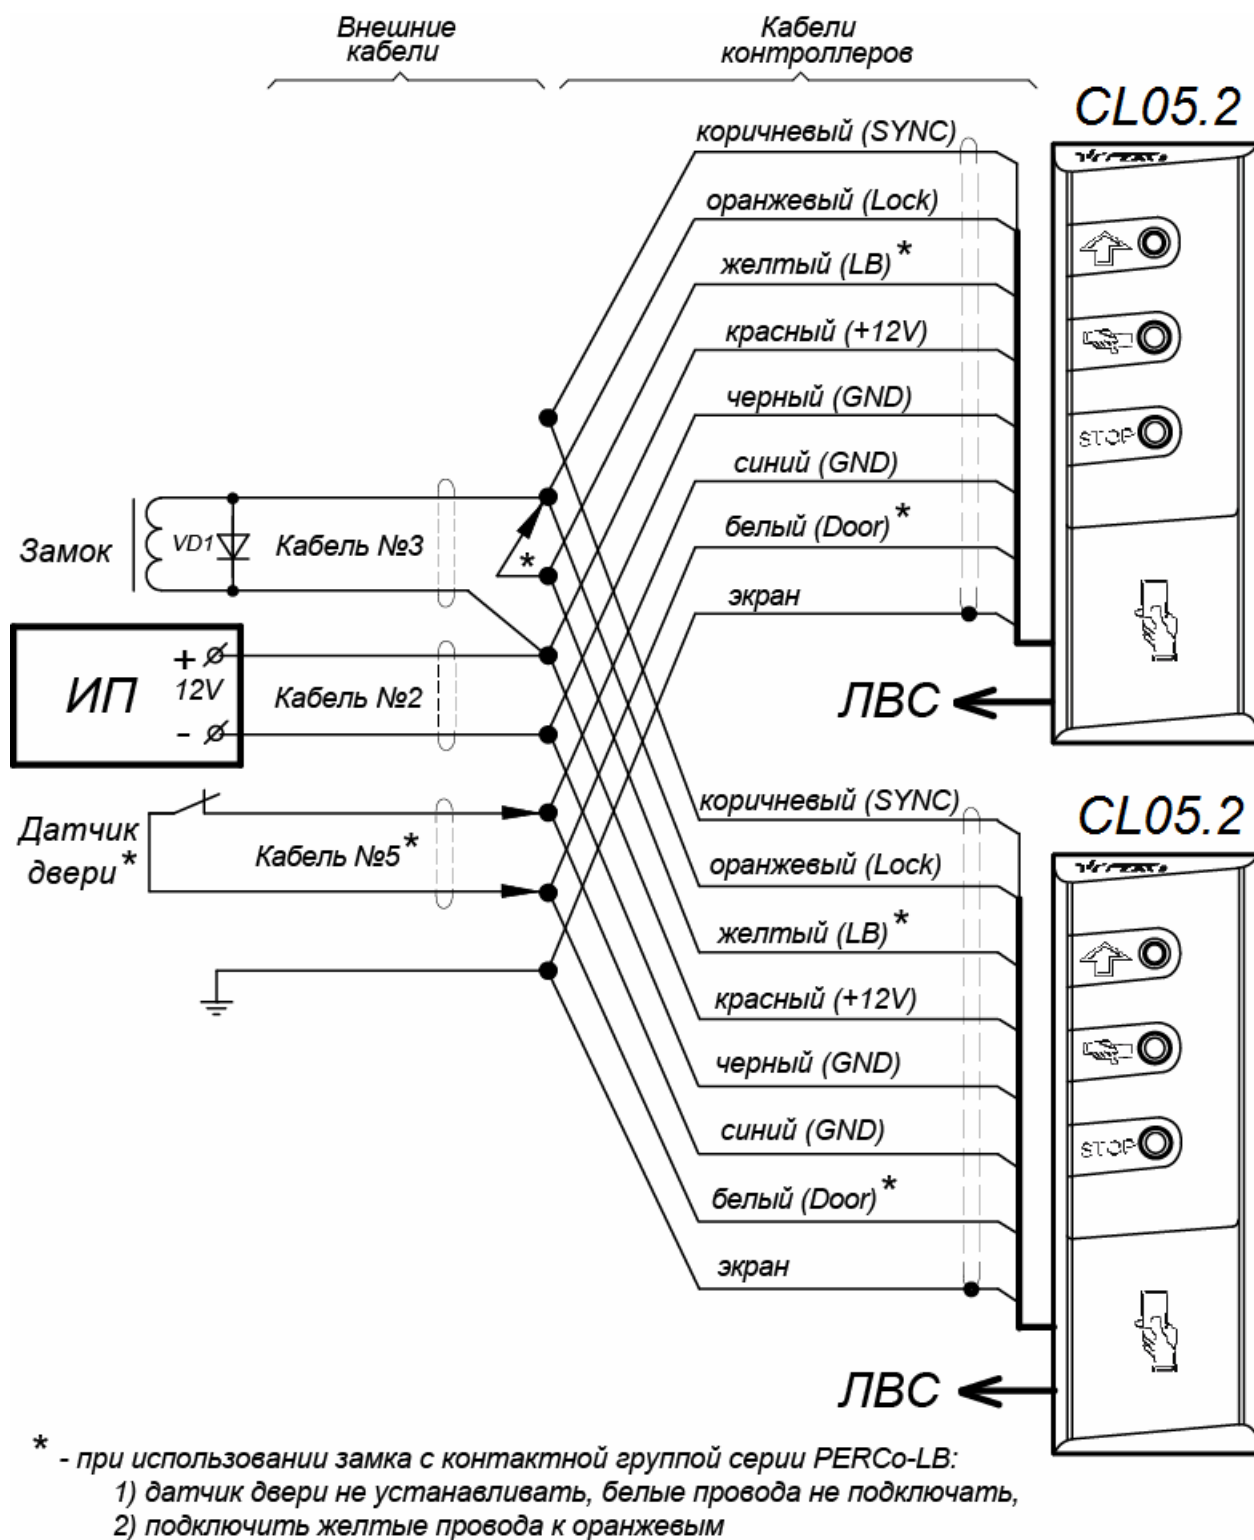 Внешние
кабели
Кабели
контроллеров
CL05.2
коричневый (SYNC)
оранжевый (Lock)
желтый (LB)*
красный (+12V)
черный (GND)
синий (GND)
белый (Door)*
экран
STOP
ЛВС
Замок
VD1
Кабель №3
*
ИП
+
12V
-
Кабель №2
Датчик
двери*
Кабель №5*
CL05.2
коричневый (SYNC)
оранжевый (Lock)
желтый (LB)*
красный (+12V)
черный (GND)
синий (GND)
белый (Door)*
экран
STOP
ЛВС
* - при использовании замка с контактной группой серии PERCo-LB:
1) датчик двери не устанавливать, белые провода не подключать,
2) подключить желтые провода к оранжевым